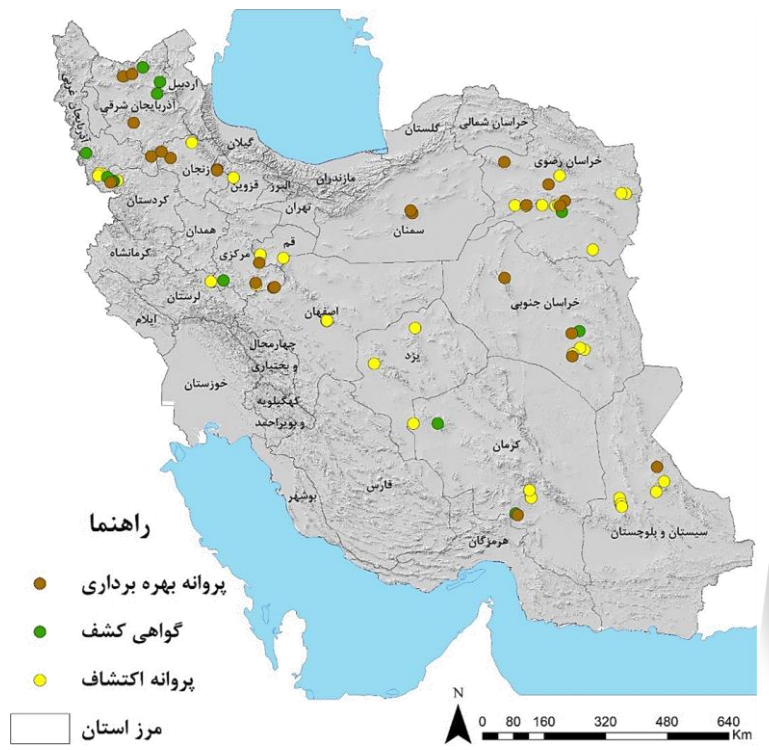 اردبیل
آذربایجان شرقی
آذربایجان غربی
گیلان
زنجان
قزوین
البرز
مازندران
گلستان
خراسان شمالی
خراسان رضوی
کردستان
تهران
سمنان
همدان
قم
مرکزی
کرمانشاه
لرستان
ایلام
اصفهان
خراسان جنوبی
چهارمحال
و بختیاری
یزد
خوزستان
کهگیلویه
و بویراحمد
کرمان
فارس
بوشهر
هرمزگان
سیستان و بلوچستان
راهنما
پروانه بهره برداری
گواهی کشف
پروانه اکتشاف
مرز استان
N
0 80 160 320 480 640
Km